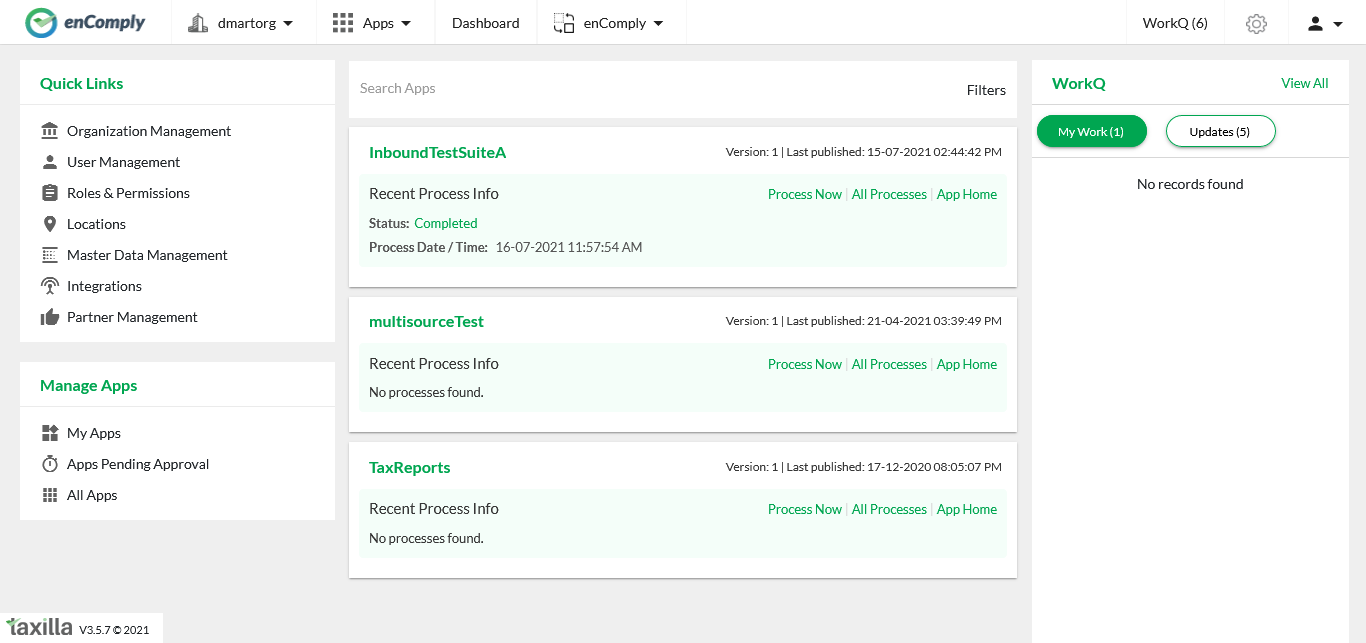 enComply
dmartorg
Apps
Dashboard
enComply
WorkQ (6)
Quick Links
Organization Management
User Management
Roles & Permissions
Locations
Master Data Management
Integrations
Partner Management
Manage Apps
My Apps
Apps Pending Approval
All Apps
Search Apps
Filters
InboundTestSuiteA
Version: 1 | Last published: 15-07-2021 02:44:42 PM
Recent Process Info
Process Now | All Processes | App Home
Status: Completed
Process Date / Time: 16-07-2021 11:57:54 AM
multisourceTest
Version: 1 | Last published: 21-04-2021 03:39:49 PM
Recent Process Info
Process Now | All Processes | App Home
No processes found.
TaxReports
Version: 1 | Last published: 17-12-2020 08:05:07 PM
Recent Process Info
Process Now | All Processes | App Home
No processes found.
WorkQ
View All
My Work (1)
Updates (5)
No records found
taxilla V3.5.7 © 2021